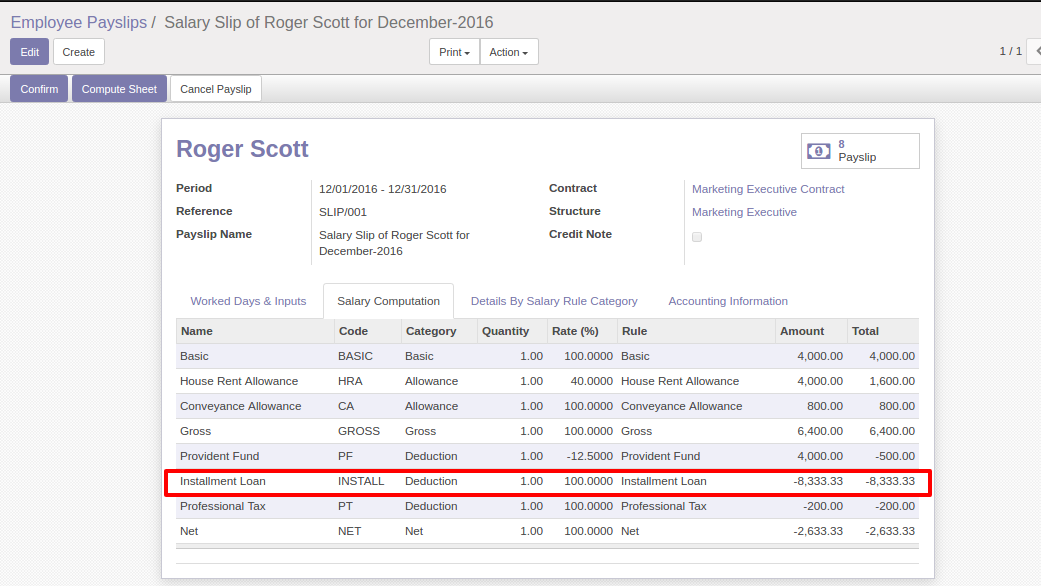 Employee Payslips / Salary Slip of Roger Scott for December-2016
Edit Create Print Action 1 / 1
Confirm Compute Sheet Cancel Payslip
Roger Scott
8
Payslip
Period 12/01/2016 - 12/31/2016 Contract Marketing Executive Contract
Reference SLIP/001 Structure Marketing Executive
Payslip Name Salary Slip of Roger Scott for Credit Note
December-2016
Worked Days & Inputs Salary Computation Details By Salary Rule Category Accounting Information
Name Code Category Quantity Rate (%) Rule Amount Total
Basic BASIC Basic 1.00 100.0000 Basic 4,000.00 4,000.00
House Rent Allowance HRA Allowance 1.00 40.0000 House Rent Allowance 4,000.00 1,600.00
Conveyance Allowance CA Allowance 1.00 100.0000 Conveyance Allowance 800.00 800.00
Gross GROSS Gross 1.00 100.0000 Gross 6,400.00 6,400.00
Provident Fund PF Deduction 1.00 -12.5000 Provident Fund 4,000.00 -500.00
Installment Loan INSTALL Deduction 1.00 100.0000 Installment Loan -8,333.33 -8,333.33
Professional Tax PT Deduction 1.00 100.0000 Professional Tax -200.00 -200.00
Net NET Net 1.00 100.0000 Net -2,633.33 -2,633.33